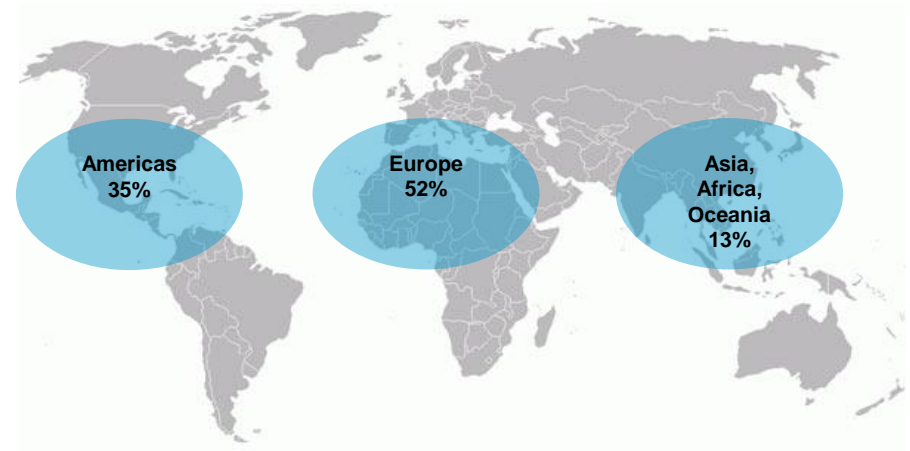 Americas
35%
Europe
52%
Asia,
Africa,
Oceania
13%